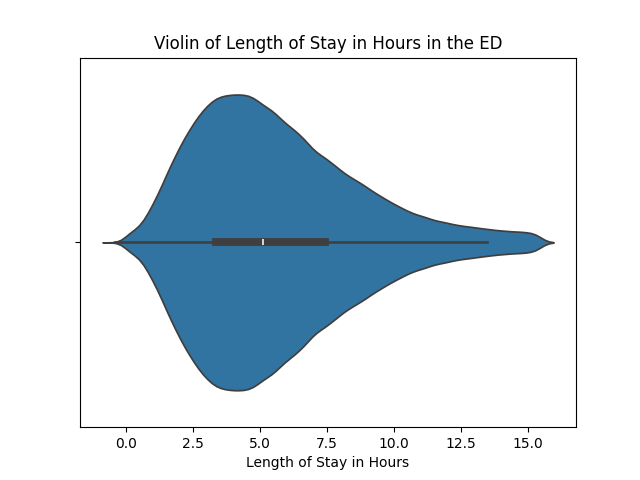 Violin of Length of Stay in Hours in the ED
0.0 2.5 5.0 7.5 10.0 12.5 15.0
Length of Stay in Hours